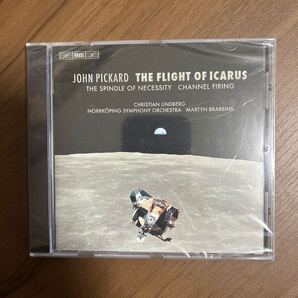 BIS
JOHN PICKARD THE FLIGHT OF ICARUS
THE SPINDLE OF NECESSITY CHANNEL FIRING
CHRISTIAN LINDBERG
NORRKÖPING SYMPHONY ORCHESTRA MARTYN BRABBINS